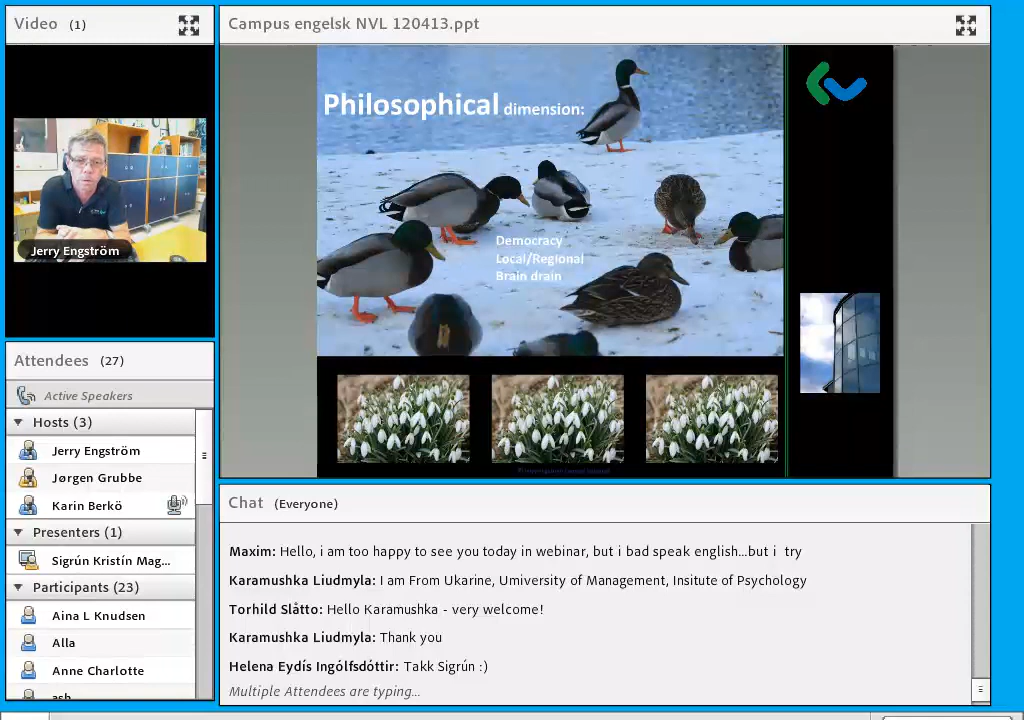 Video (1)
Jerry Engström
Attendees (27)
Active Speakers
Hosts (3)
Jerry Engström
Jørgen Grubbe
Karin Berkö
Presenters (1)
Sigrún Kristín Mag...
Participants (23)
Aina L Knudsen
Alla
Anne Charlotte
ash
Campus engelsk NVL 120413.ppt
Philosophical dimension:
Democracy
Local/Regional
Brain drain
Chat (Everyone)
Maxim: Hello, i am too happy to see you today in webinar, but i bad speak english...but i try
Karamushka Liudmyla: I am From Ukarine, Umiversity of Management, Insitute of Psychology
Torhild Slåtto: Hello Karamushka - very welcome!
Karamushka Liudmyla: Thank you
Helena Eydís Ingólfsdóttir: Takk Sigrún :)
Multiple Attendees are typing...